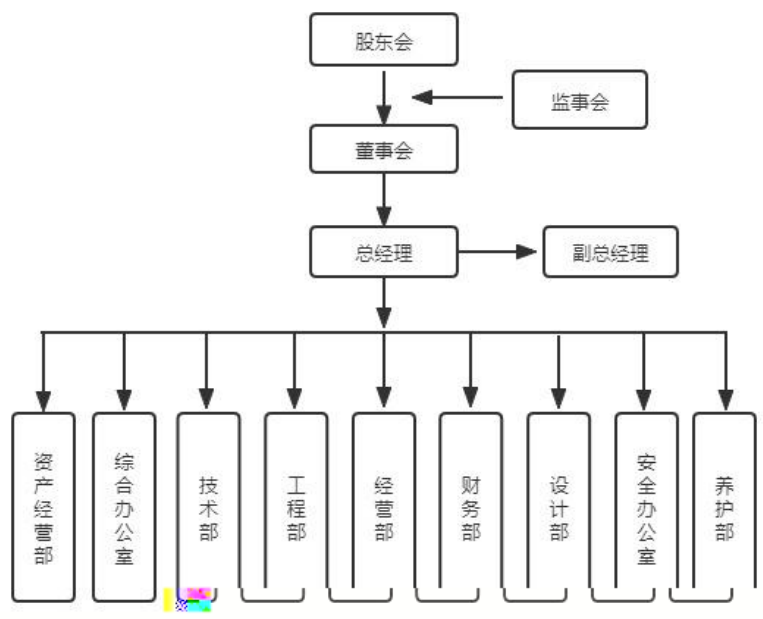 股东会
监事会
董事会
总经理
副总经理
资产经营部
综合办公室
技术部
工程部
经营部
财务部
设计部
安全办公室
养护部